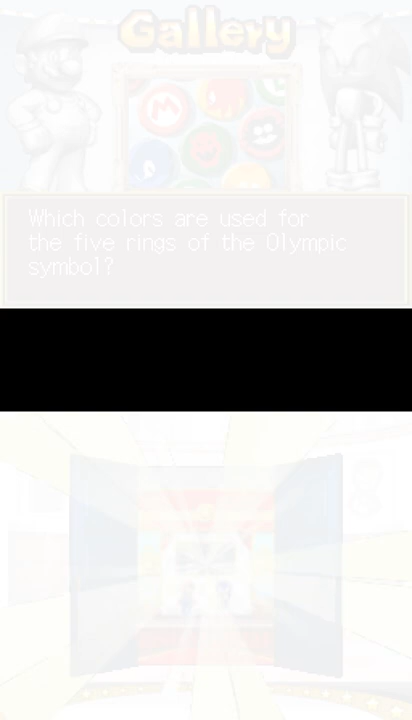 Gallery
Which colors are used for
the five rings of the Olympic
symbol?